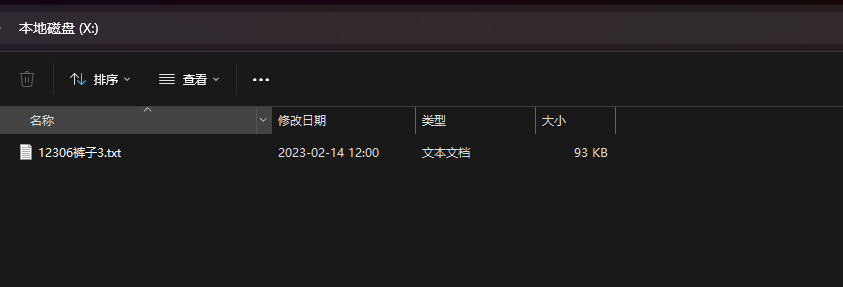 本地磁盘 (X:)
排序 查看
名称 修改日期 类型 大小
12306裤子3.txt 2023-02-14 12:00 文本文档 93 KB